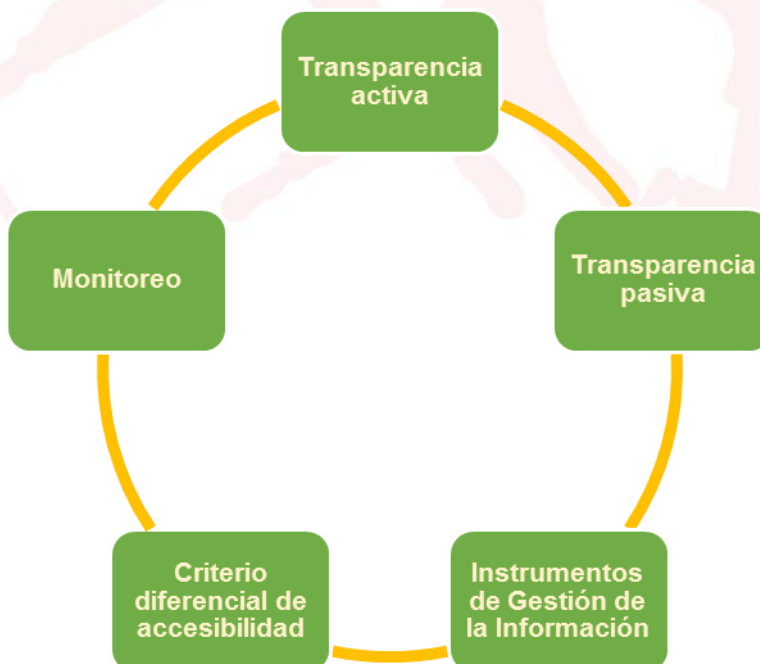 Transparencia
activa
Transparencia
pasiva
Instrumentos
de Gestión de
la Información
Criterio
diferencial de
accesibilidad
Monitoreo